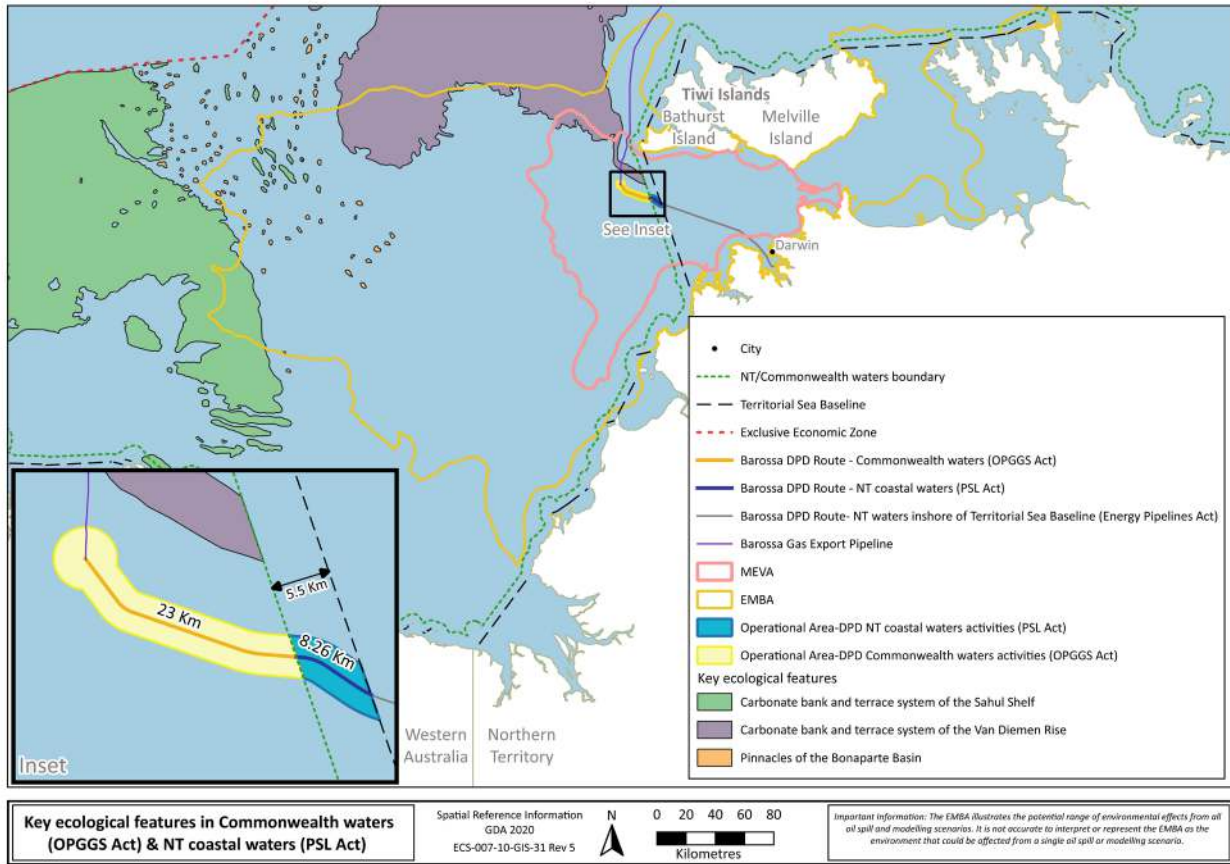 Tiwi Islands
Bathurst
Island
Melville
Island
See Inset
Darwin
City
NT/Commonwealth waters boundary
Territorial Sea Baseline
Exclusive Economic Zone
Barossa DPD Route - Commonwealth waters (OPGGS Act)
Barossa DPD Route - NT coastal waters (PSL Act)
Barossa DPD Route- NT waters inshore of Territorial Sea Baseline (Energy Pipelines Act)
Barossa Gas Export Pipeline
MEVA
EMBA
Operational Area-DPD NT coastal waters activities (PSL Act)
Operational Area-DPD Commonwealth waters activities (OPGGS Act)
Key ecological features
Carbonate bank and terrace system of the Sahul Shelf
Carbonate bank and terrace system of the Van Diemen Rise
Pinnacles of the Bonaparte Basin
5.5 Km
23 Km
8.26 Km
Inset
Western
Australia
Northern
Territory
Key ecological features in Commonwealth waters
(OPGGS Act) & NT coastal waters (PSL Act)
Spatial Reference Information
GDA 2020
ECS-007-10-GIS-31 Rev 5
N
0 20 40 60 80
Kilometres
Important Information: The EMBA illustrates the potential range of environmental effects from all
oil spill and modelling scenarios. It is not accurate to interpret or represent the EMBA as the
environment that could be affected from a single oil spill or modelling scenario.